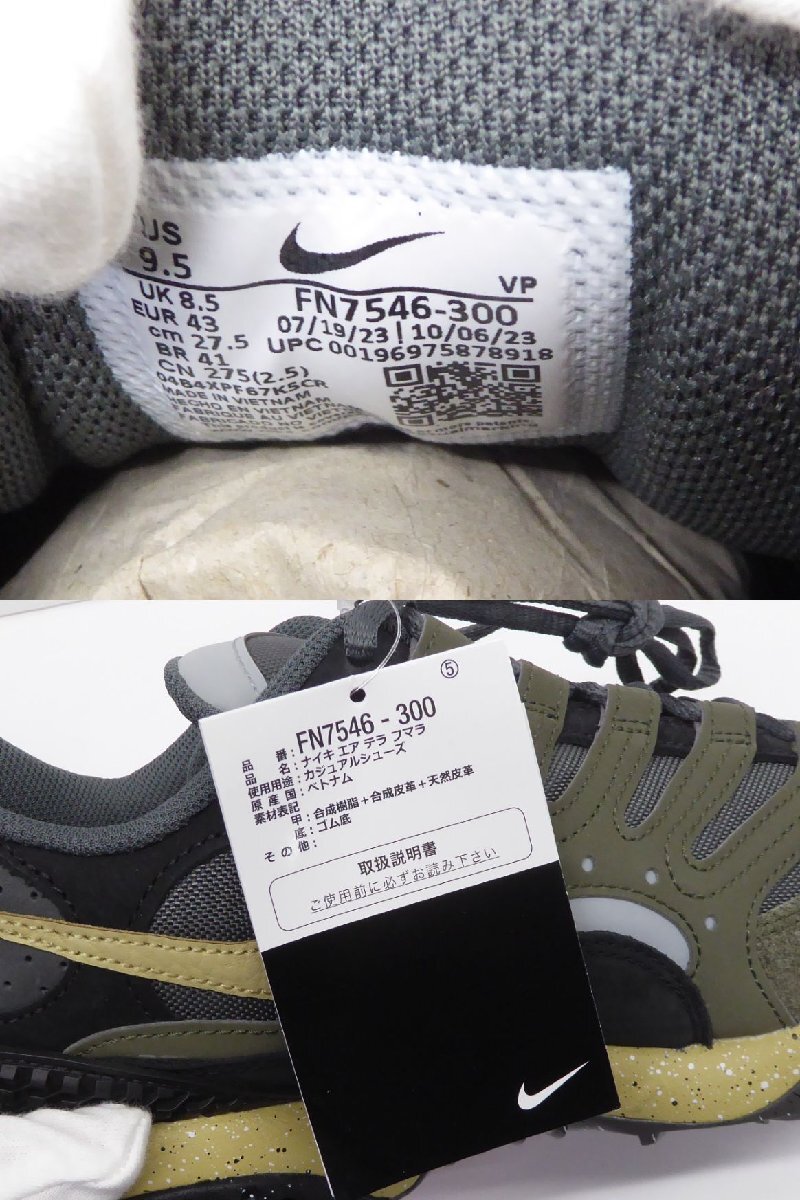 US
9.5
VP
UK 8.5
FN7546-300
EUR 43
07/19/23 | 10/06/23
cm 27.5
UPC 00196975878918
BR 41
CN 275(2.5)
04B4XPF67K5CR
MADE IN VIETNAM
HECHO EN VIETNAM
⑤
FN7546-300
品番:
品名:ナイキ エア テラ フマラ
使用用途:カジュアルシューズ
原産国:ベトナム
素材表記
甲:合成樹脂+合成皮革+天然皮革
底:ゴム底
その他:
取扱説明書
ご使用前に必ずお読み下さい